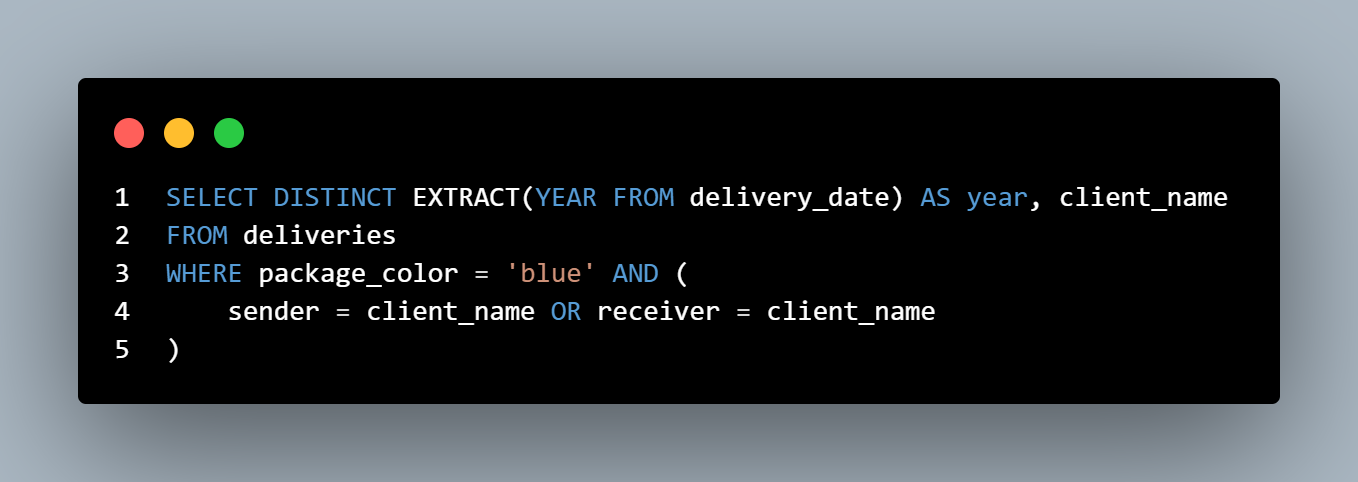 1 SELECT DISTINCT EXTRACT(YEAR FROM delivery_date) AS year, client_name
2 FROM deliveries
3 WHERE package_color = 'blue' AND (
4     sender = client_name OR receiver = client_name
5 )